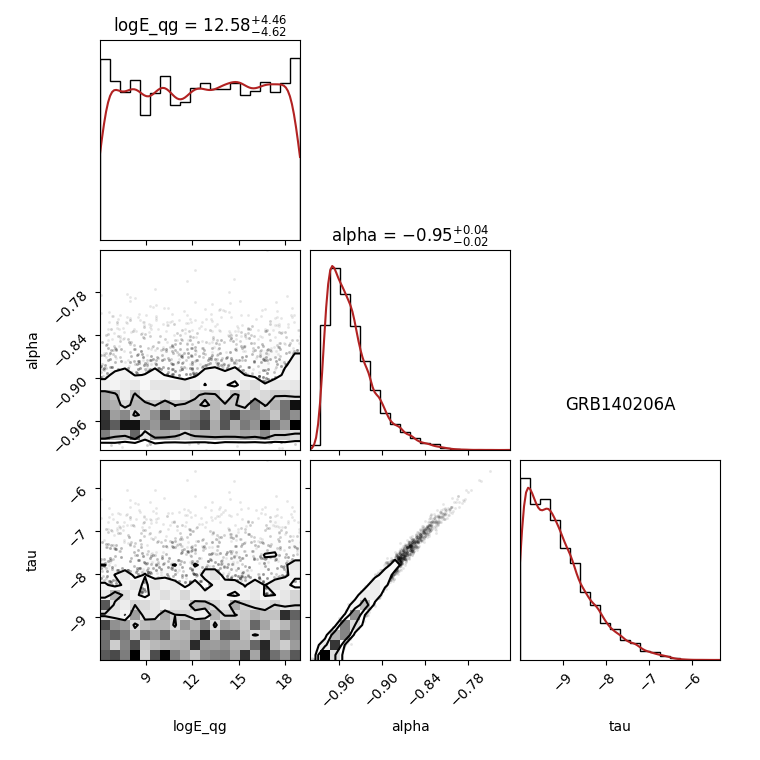 logE_qg = 12.58^{+4.46}_{−4.62}
alpha = −0.95^{+0.04}_{−0.02}
alpha
−0.78
−0.84
−0.90
−0.96
GRB140206A
tau
−6
−7
−8
−9
9 12 15 18
−0.96 −0.90 −0.84 −0.78
−9 −8 −7 −6
logE_qg alpha tau